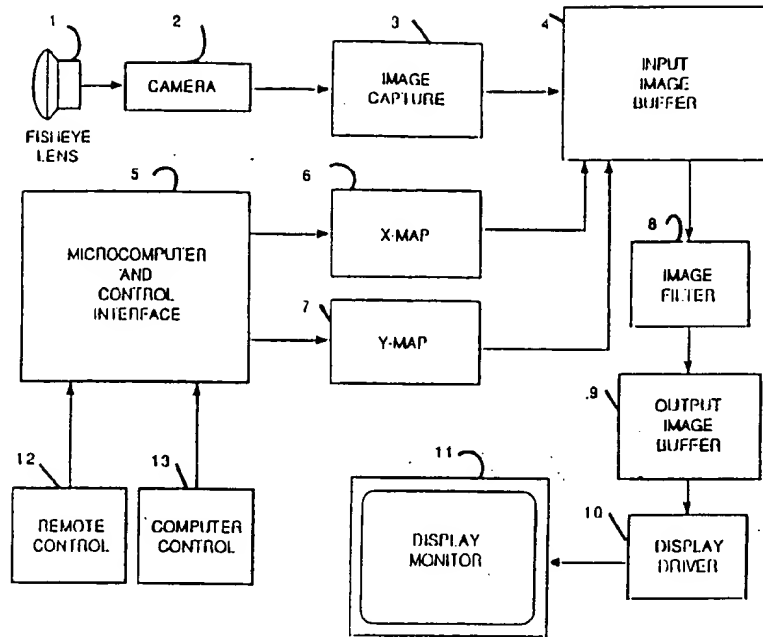 1
2
3
4
FISHEYE
LENS
CAMERA
IMAGE
CAPTURE
INPUT
IMAGE
BUFFER
5
6
7
8
MICROCOMPUTER
AND
CONTROL
INTERFACE
X-MAP
Y-MAP
IMAGE
FILTER
9
OUTPUT
IMAGE
BUFFER
12
13
11
10
REMOTE
CONTROL
COMPUTER
CONTROL
DISPLAY
MONITOR
DISPLAY
DRIVER